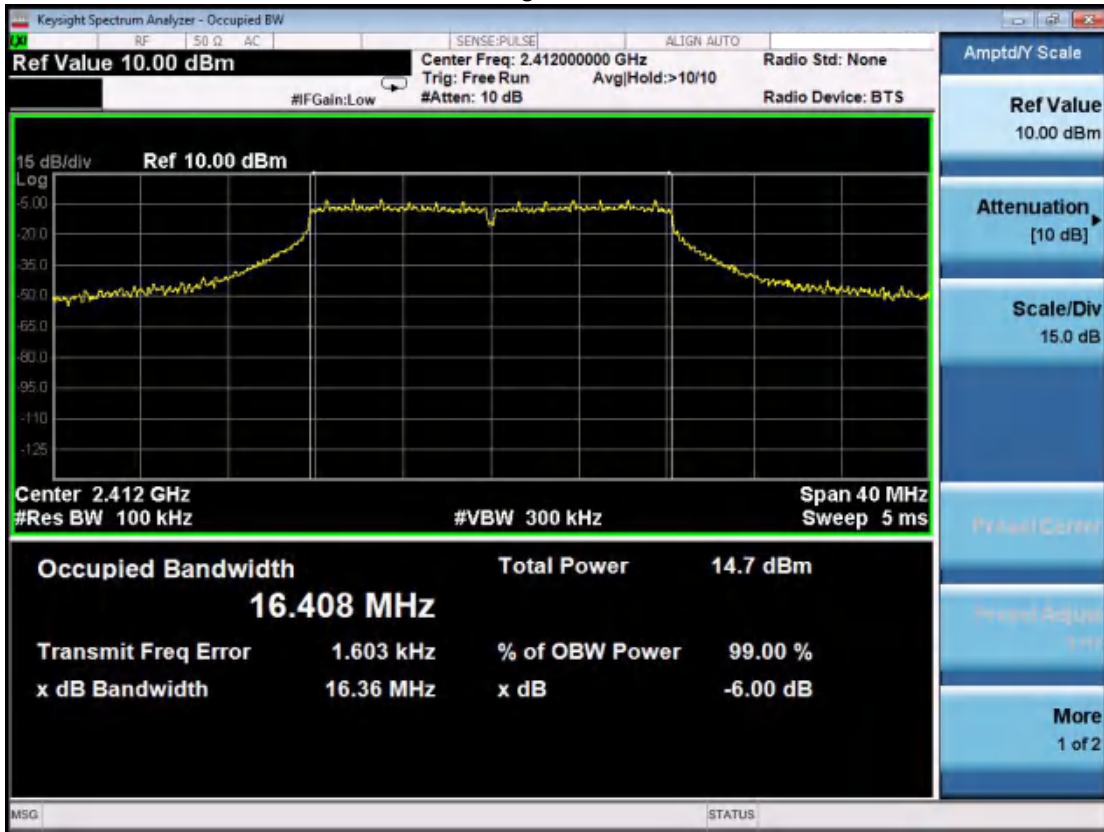 Keysight Spectrum Analyzer - Occupied BW
LXI RF 50 Ω AC SENSE:PULSE ALIGN AUTO
Ref Value 10.00 dBm
Center Freq: 2.412000000 GHz Radio Std: None
Trig: Free Run Avg|Hold:>10/10
#IFGain:Low #Atten: 10 dB Radio Device: BTS
15 dB/div Ref 10.00 dBm
Log
-5.00
-20.0
-35.0
-50.0
-65.0
-80.0
-95.0
-110
-125
Center 2.412 GHz Span 40 MHz
#Res BW 100 kHz #VBW 300 kHz Sweep 5 ms
Occupied Bandwidth Total Power 14.7 dBm
16.408 MHz
Transmit Freq Error 1.603 kHz % of OBW Power 99.00 %
x dB Bandwidth 16.36 MHz x dB -6.00 dB
MSG STATUS
Amptd/Y Scale
Ref Value
10.00 dBm
Attenuation
[10 dB]
Scale/Div
15.0 dB
Presel Center
Presel Adjust
More
1 of 2